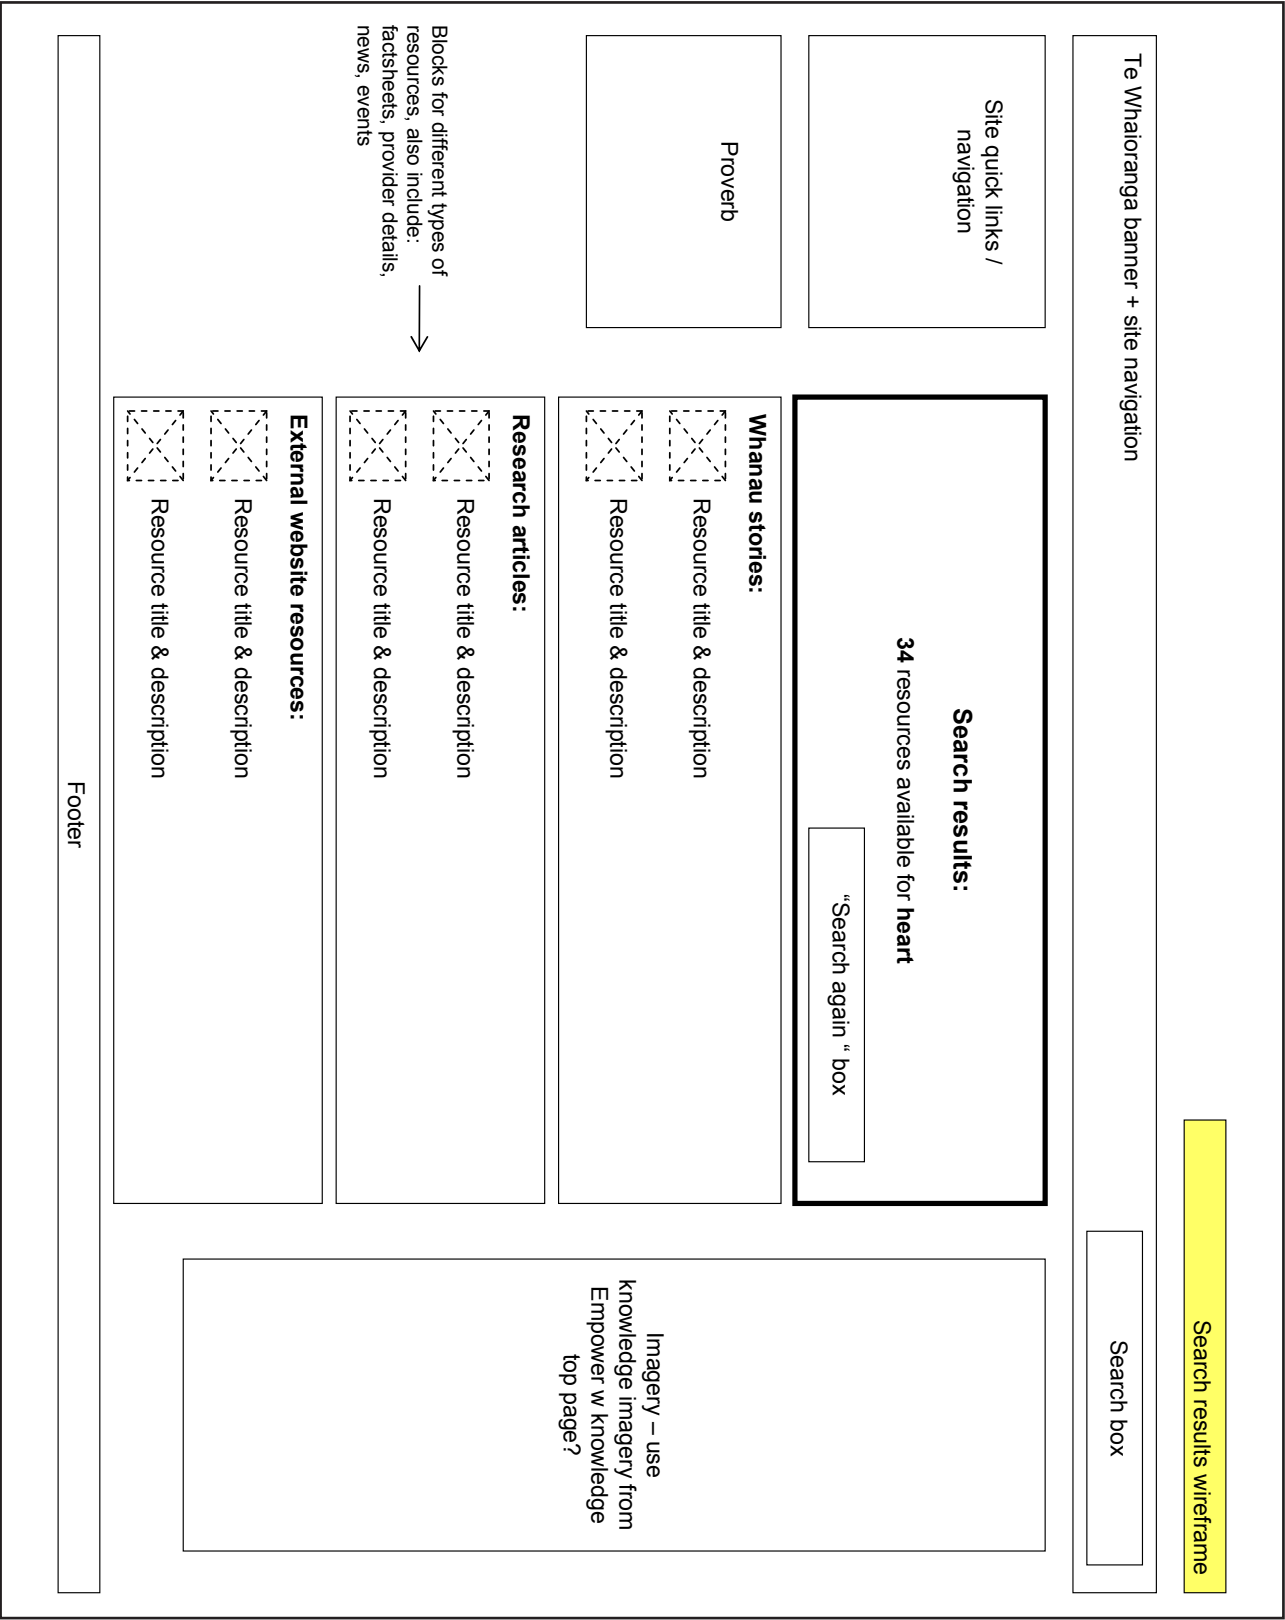 Search results wireframe
Te Whaioranga banner + site navigation
Search box
Site quick links /
navigation
Proverb
Blocks for different types of
resources, also include:
factsheets, provider details,
news, events
Search results:
34 resources available for heart
“Search again “ box
Whanau stories:
Resource title & description
Resource title & description
Research articles:
Resource title & description
Resource title & description
External website resources:
Resource title & description
Resource title & description
Imagery – use
knowledge imagery from
Empower w knowledge
top page?
Footer